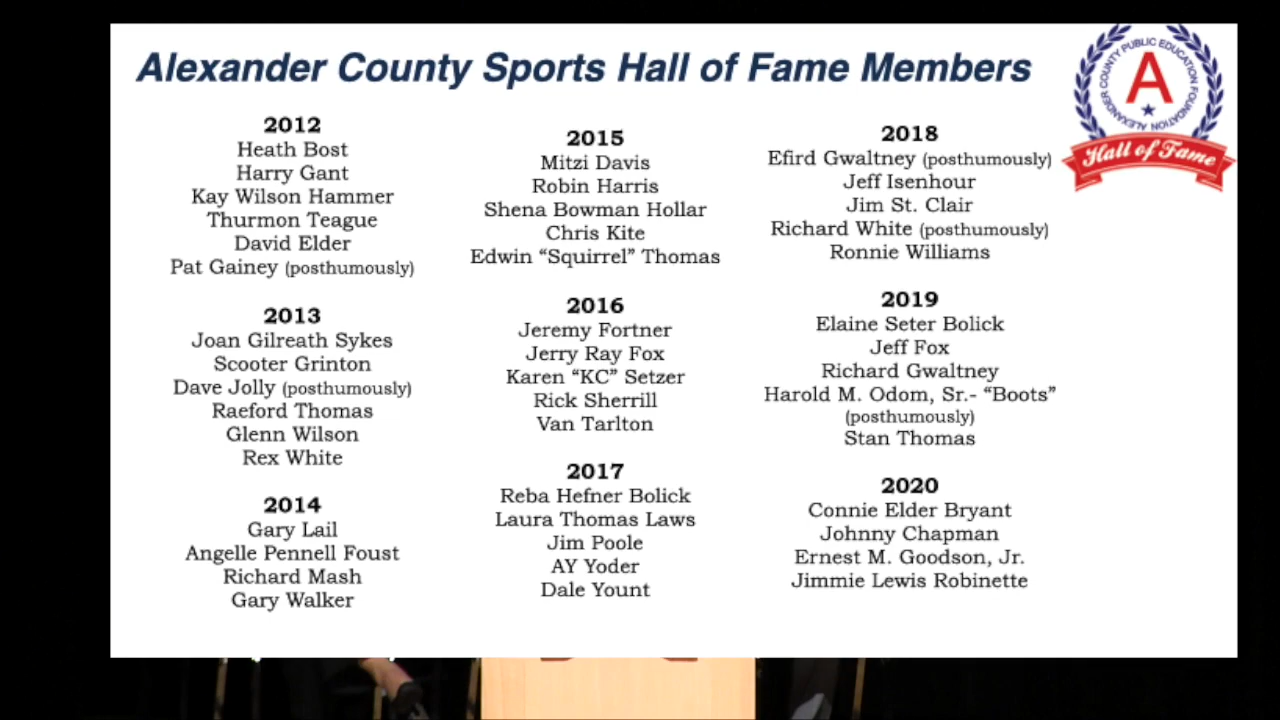 Alexander County Sports Hall of Fame Members
2012
Heath Bost
Harry Gant
Kay Wilson Hammer
Thurmon Teague
David Elder
Pat Gainey (posthumously)
2013
Joan Gilreath Sykes
Scooter Grinton
Dave Jolly (posthumously)
Raeford Thomas
Glenn Wilson
Rex White
2014
Gary Lail
Angelle Pennell Foust
Richard Mash
Gary Walker
2015
Mitzi Davis
Robin Harris
Shena Bowman Hollar
Chris Kite
Edwin “Squirrel” Thomas
2016
Jeremy Fortner
Jerry Ray Fox
Karen “KC” Setzer
Rick Sherrill
Van Tarlton
2017
Reba Hefner Bolick
Laura Thomas Laws
Jim Poole
AY Yoder
Dale Yount
2018
Efird Gwaltney (posthumously)
Jeff Isenhour
Jim St. Clair
Richard White (posthumously)
Ronnie Williams
2019
Elaine Seter Bolick
Jeff Fox
Richard Gwaltney
Harold M. Odom, Sr.- “Boots”
(posthumously)
Stan Thomas
2020
Connie Elder Bryant
Johnny Chapman
Ernest M. Goodson, Jr.
Jimmie Lewis Robinette
ALEXANDER COUNTY PUBLIC EDUCATION FOUNDATION
A
Hall of Fame